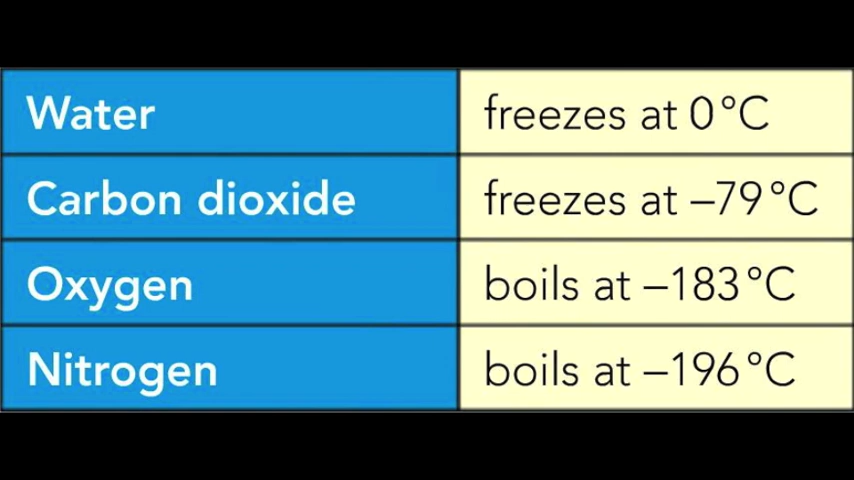 Water freezes at 0°C
Carbon dioxide freezes at –79°C
Oxygen boils at –183°C
Nitrogen boils at –196°C